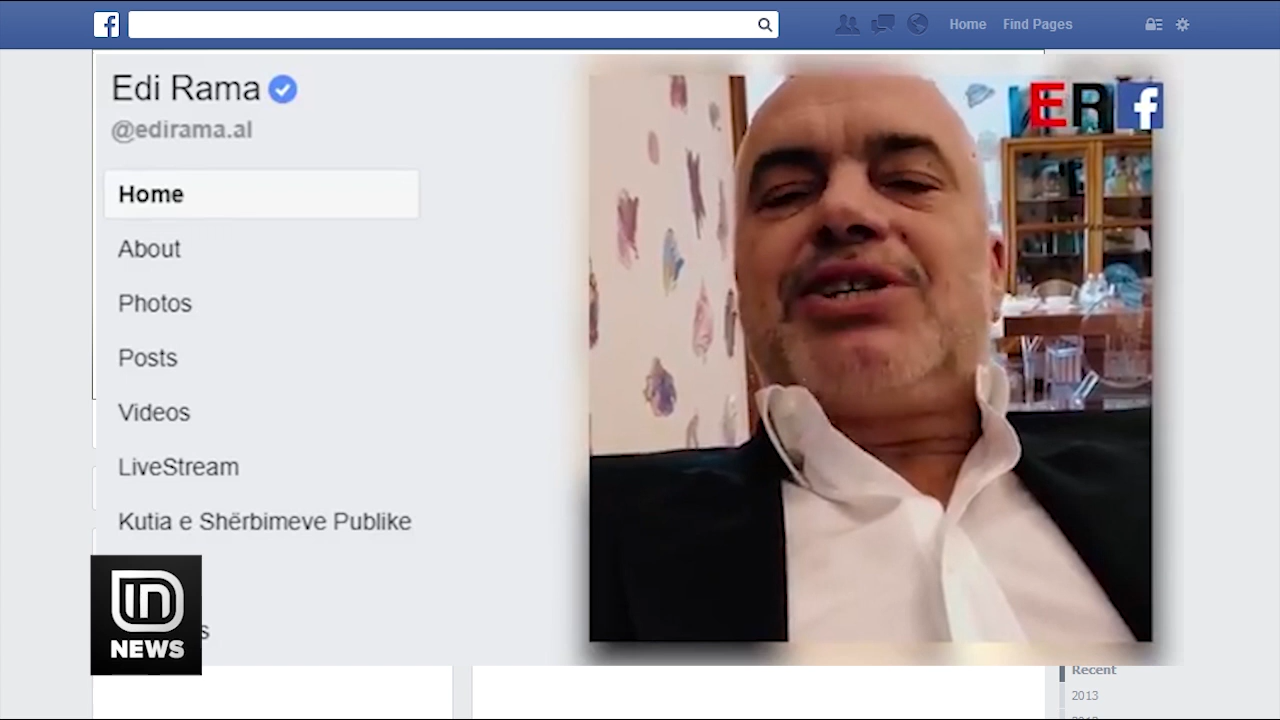 Home Find Pages
Edi Rama
@edirama.al
Home
About
Photos
Posts
Videos
LiveStream
Kutia e Shërbimeve Publike
ER f
IN
NEWS
Recent
2013